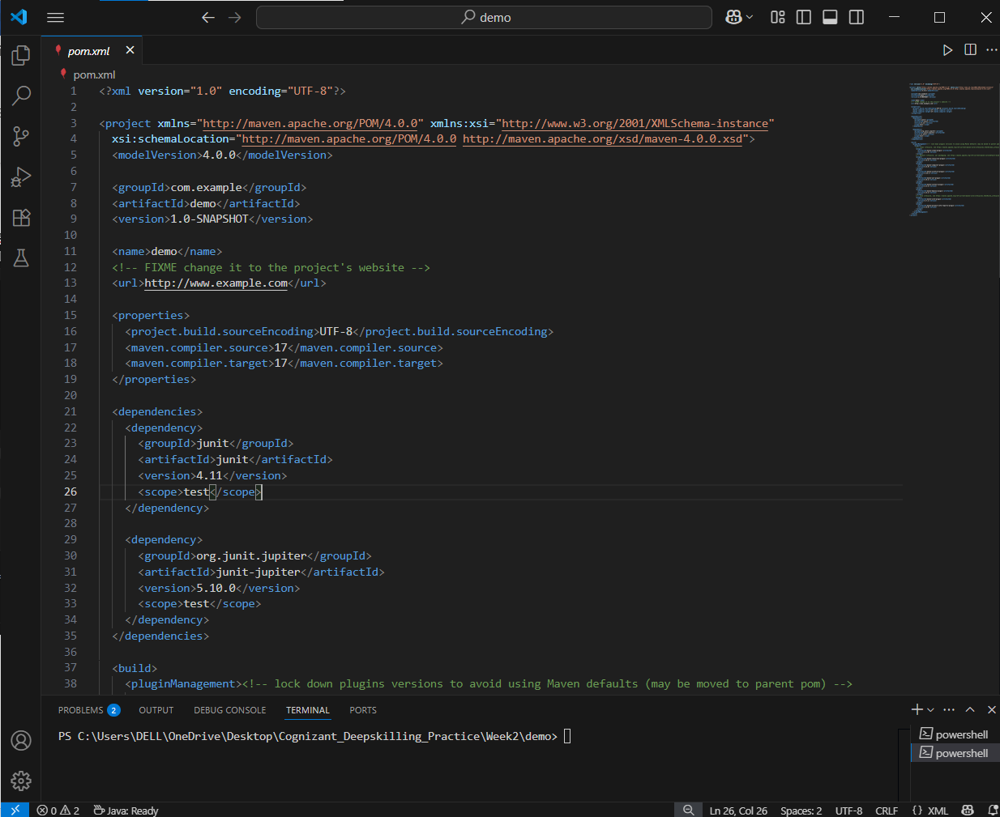 demo
pom.xml
pom.xml
1 <?xml version="1.0" encoding="UTF-8"?>
2
3 <project xmlns="http://maven.apache.org/POM/4.0.0" xmlns:xsi="http://www.w3.org/2001/XMLSchema-instance"
4 xsi:schemaLocation="http://maven.apache.org/POM/4.0.0 http://maven.apache.org/xsd/maven-4.0.0.xsd">
5 <modelVersion>4.0.0</modelVersion>
6
7 <groupId>com.example</groupId>
8 <artifactId>demo</artifactId>
9 <version>1.0-SNAPSHOT</version>
10
11 <name>demo</name>
12 <!-- FIXME change it to the project's website -->
13 <url>http://www.example.com</url>
14
15 <properties>
16 <project.build.sourceEncoding>UTF-8</project.build.sourceEncoding>
17 <maven.compiler.source>17</maven.compiler.source>
18 <maven.compiler.target>17</maven.compiler.target>
19 </properties>
20
21 <dependencies>
22 <dependency>
23 <groupId>junit</groupId>
24 <artifactId>junit</artifactId>
25 <version>4.11</version>
26 <scope>test</scope>
27 </dependency>
28
29 <dependency>
30 <groupId>org.junit.jupiter</groupId>
31 <artifactId>junit-jupiter</artifactId>
32 <version>5.10.0</version>
33 <scope>test</scope>
34 </dependency>
35 </dependencies>
36
37 <build>
38 <pluginManagement><!-- lock down plugins versions to avoid using Maven defaults (may be moved to parent pom) -->
PROBLEMS 2 OUTPUT DEBUG CONSOLE TERMINAL PORTS
PS C:\Users\DELL\OneDrive\Desktop\Cognizant_Deepskilling_Practice\Week2\demo>
powershell
powershell
0 2 Java: Ready Ln 26, Col 26 Spaces: 2 UTF-8 CRLF {} XML